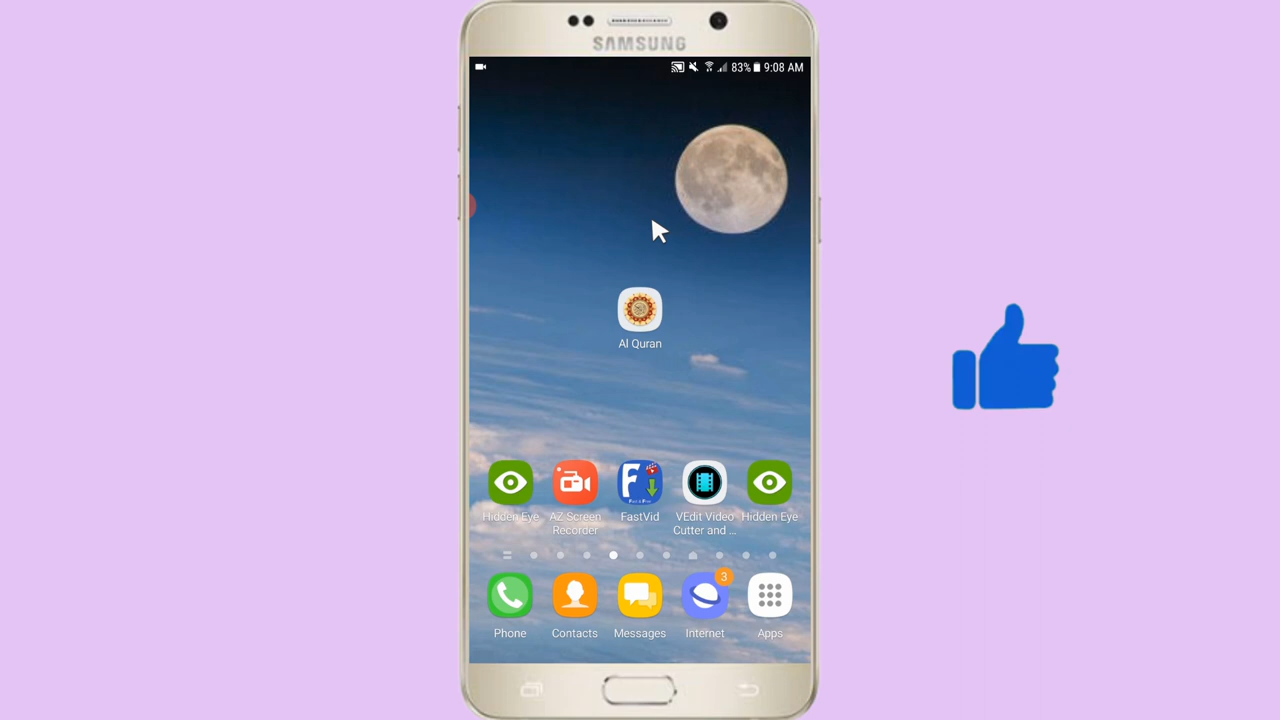 SAMSUNG
83% 9:08 AM
Al Quran
Hidden Eye
AZ Screen
Recorder
FastVid
VEdit Video
Cutter and ...
Hidden Eye
3
Phone
Contacts
Messages
Internet
Apps